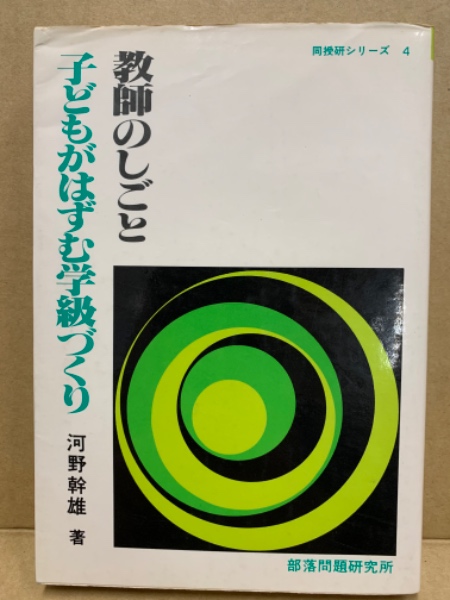 同授研シリーズ 4
教師のしごと
子どもがはずむ学級づくり
河野幹雄 著
部落問題研究所